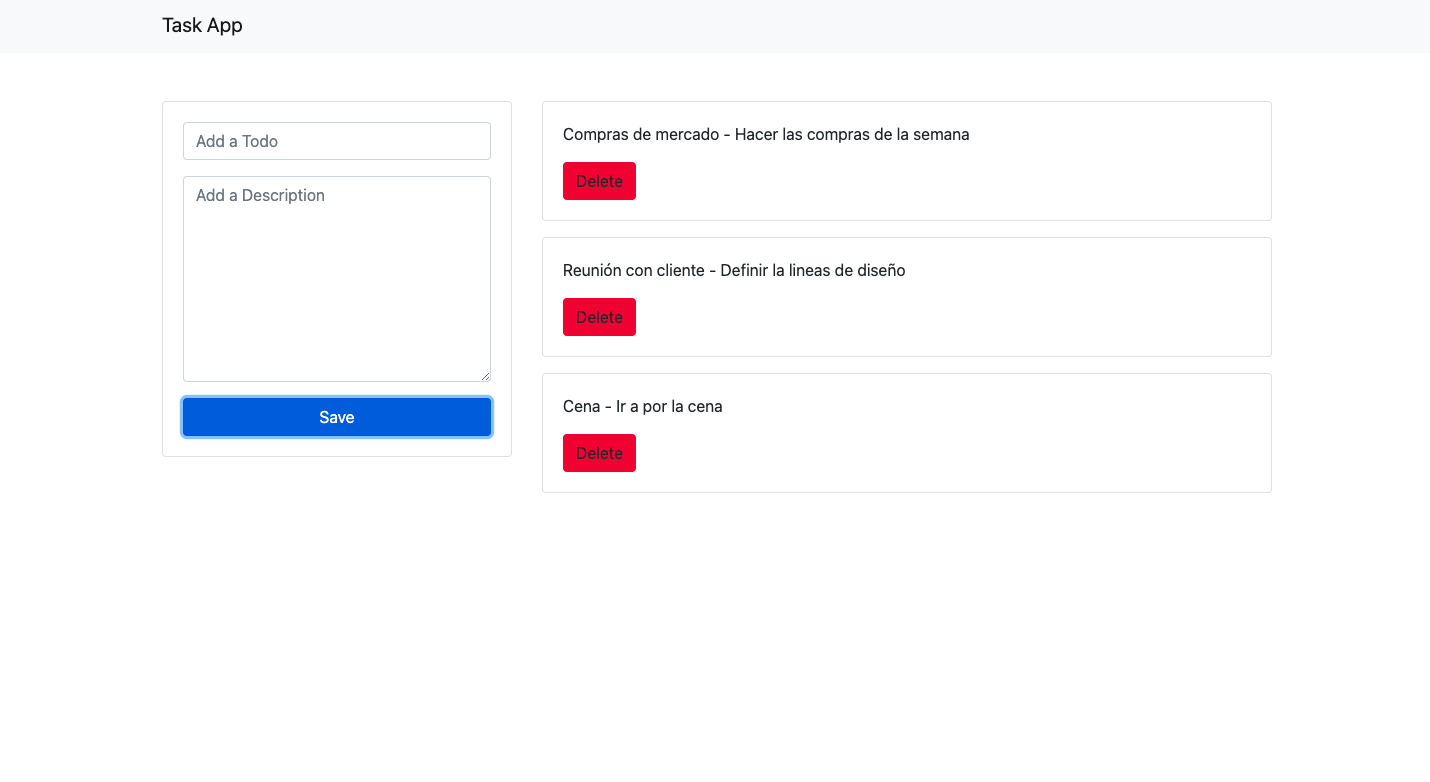 Task App
Add a Todo
Add a Description
Save
Compras de mercado - Hacer las compras de la semana
Delete
Reunión con cliente - Definir la lineas de diseño
Delete
Cena - Ir a por la cena
Delete